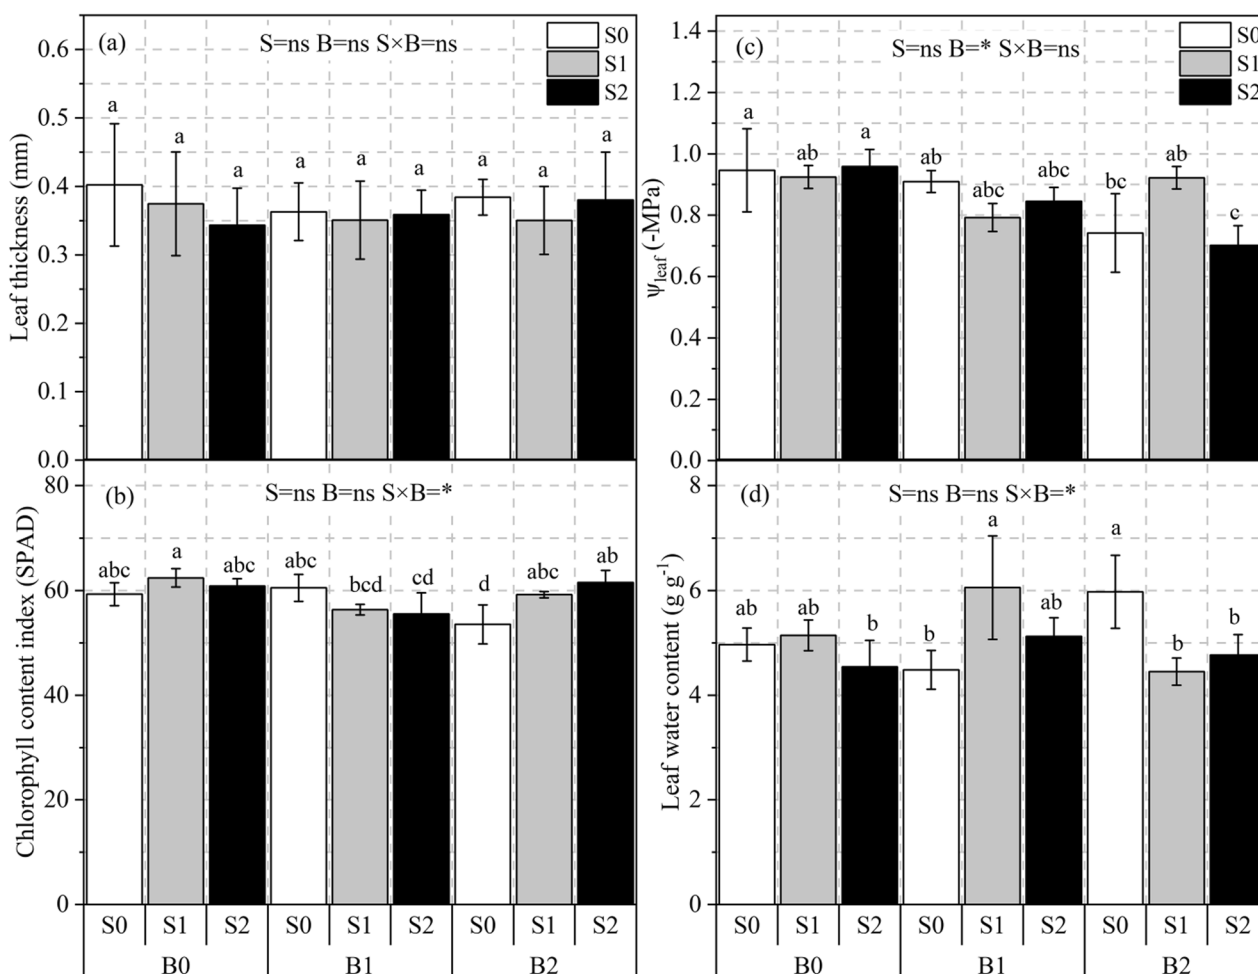 (a)
S=ns B=ns S×B=ns
S0
S1
S2
Leaf thickness (mm)
0.6
0.5
0.4
0.3
0.2
0.1
0.0
a a a a a a a a a
(c)
S=ns B=* S×B=ns
S0
S1
S2
ψleaf (-MPa)
1.4
1.2
1.0
0.8
0.6
0.4
0.2
0.0
a ab a ab abc abc bc ab c
(b)
S=ns B=ns S×B=*
Chlorophyll content index (SPAD)
80
60
40
20
0
abc a abc abc bcd cd d abc ab
S0 S1 S2 S0 S1 S2 S0 S1 S2
B0 B1 B2
(d)
S=ns B=ns S×B=*
Leaf water content (g g-1)
8
6
4
2
0
ab ab b b a ab a b b
S0 S1 S2 S0 S1 S2 S0 S1 S2
B0 B1 B2